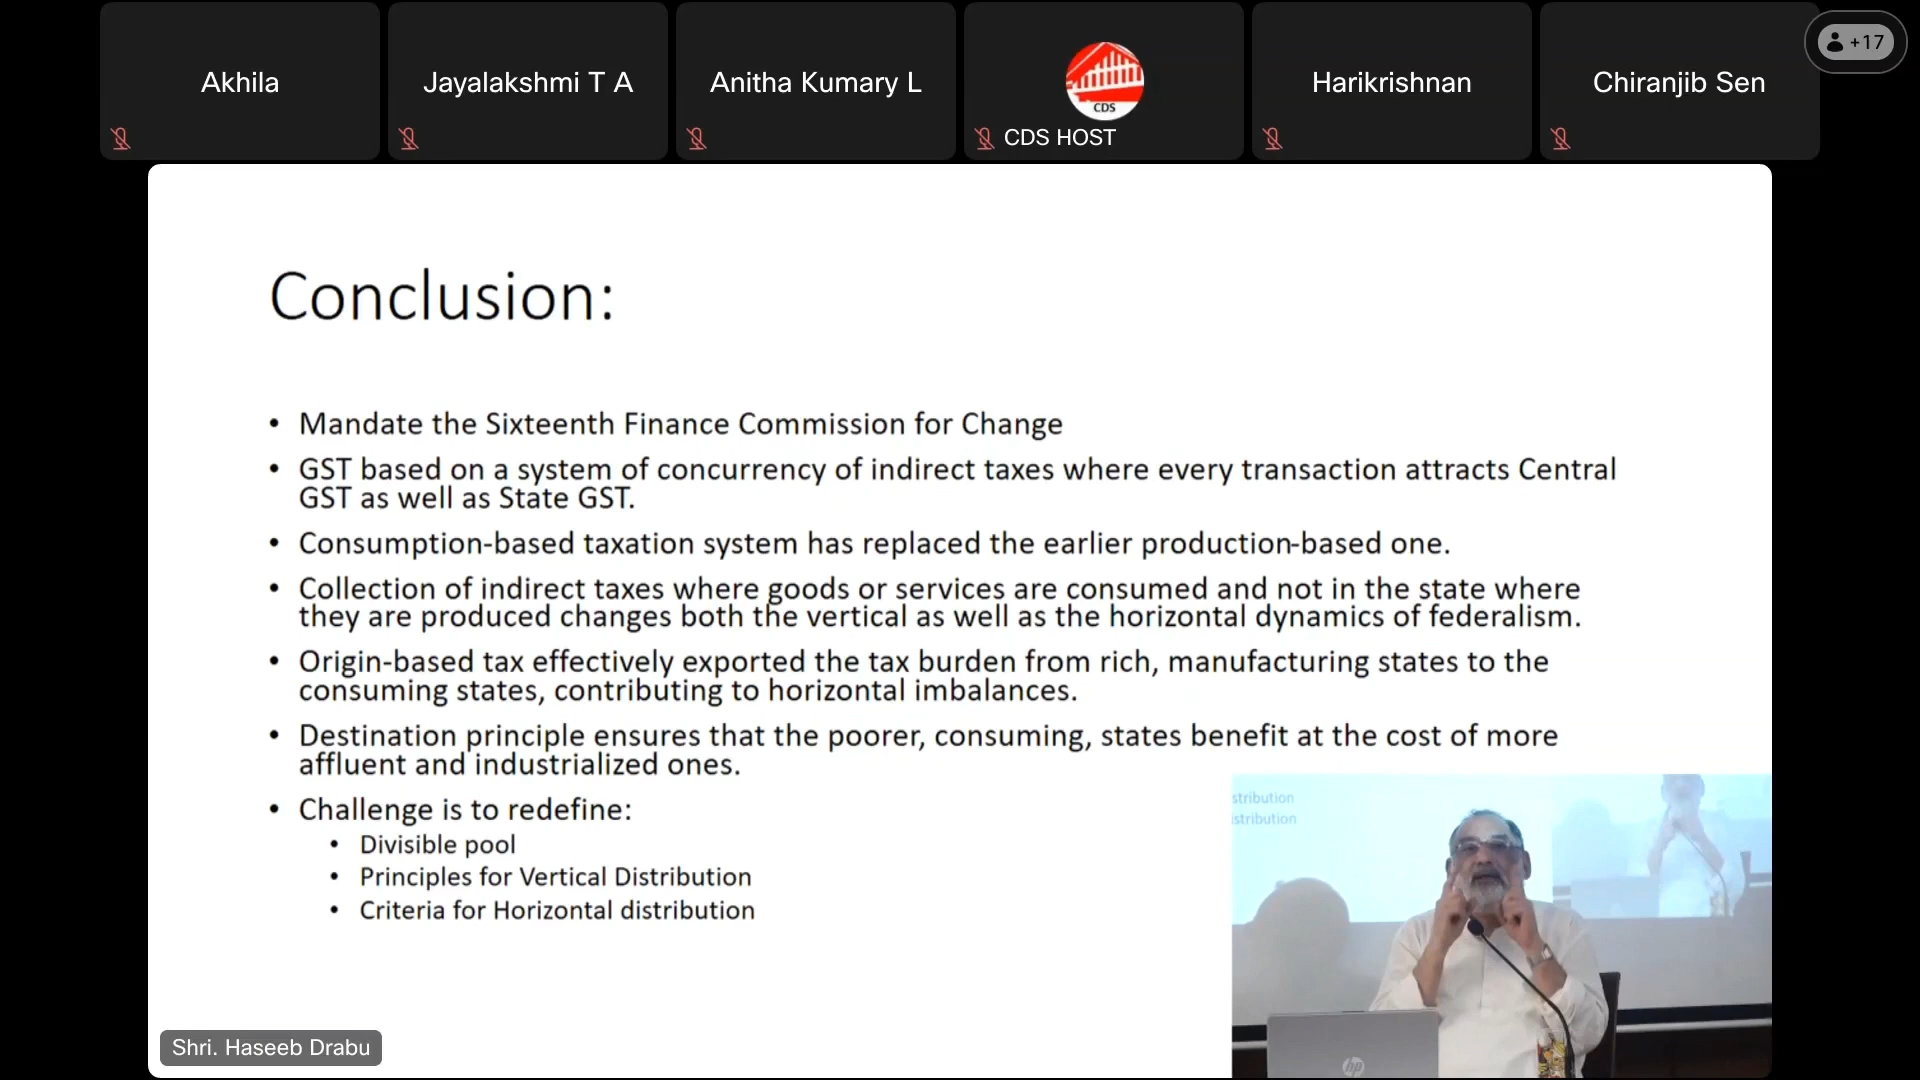 Akhila
Jayalakshmi T A
Anitha Kumary L
CDS
CDS HOST
Harikrishnan
Chiranjib Sen
+17
Conclusion:
• Mandate the Sixteenth Finance Commission for Change
• GST based on a system of concurrency of indirect taxes where every transaction attracts Central
GST as well as State GST.
• Consumption-based taxation system has replaced the earlier production-based one.
• Collection of indirect taxes where goods or services are consumed and not in the state where
they are produced changes both the vertical as well as the horizontal dynamics of federalism.
• Origin-based tax effectively exported the tax burden from rich, manufacturing states to the
consuming states, contributing to horizontal imbalances.
• Destination principle ensures that the poorer, consuming, states benefit at the cost of more
affluent and industrialized ones.
• Challenge is to redefine:
• Divisible pool
• Principles for Vertical Distribution
• Criteria for Horizontal distribution
stribution
istribution
hp
Shri. Haseeb Drabu